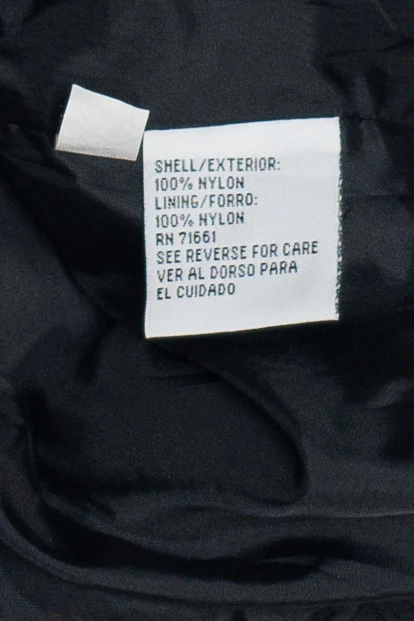 SHELL/EXTERIOR:
100% NYLON
LINING/FORRO:
100% NYLON
RN 71661
SEE REVERSE FOR CARE
VER AL DORSO PARA
EL CUIDADO